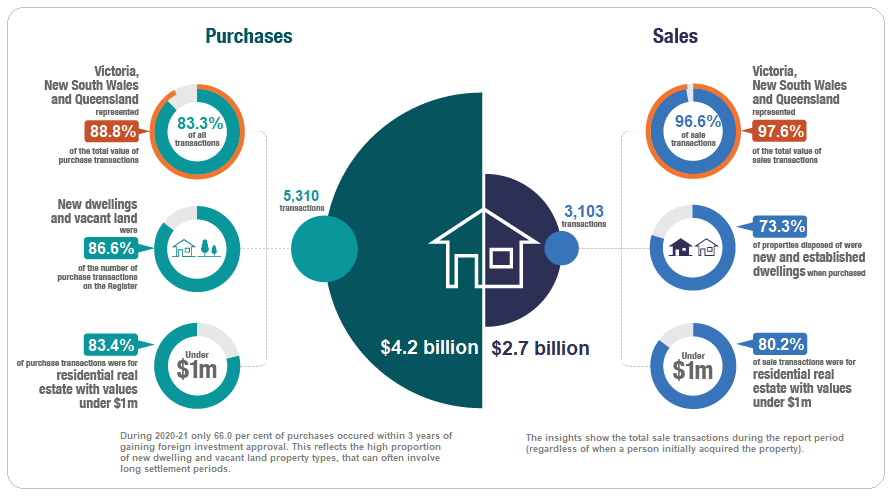 Purchases
Victoria,
New South Wales
and Queensland
represented
88.8%
of the total value of
purchase transactions
83.3%
of all
transactions
New dwellings
and vacant land
were
86.6%
of the number of
purchase transactions
on the Register
83.4%
of purchase transactions were for
residential real
estate with values
under $1m
Under
$1m
5,310
transactions
$4.2 billion
During 2020-21 only 66.0 per cent of purchases occured within 3 years of
gaining foreign investment approval. This reflects the high proportion
of new dwelling and vacant land property types, that can often involve
long settlement periods.
Sales
$2.7 billion
3,103
transactions
96.6%
of sale
transactions
Victoria,
New South Wales
and Queensland
represented
97.6%
of the total value of
sales transactions
73.3%
of properties disposed of were
new and established
dwellings when purchased
Under
$1m
80.2%
of sale transactions were for
residential real
estate with values
under $1m
The insights show the total sale transactions during the report period
(regardless of when a person initially acquired the property).